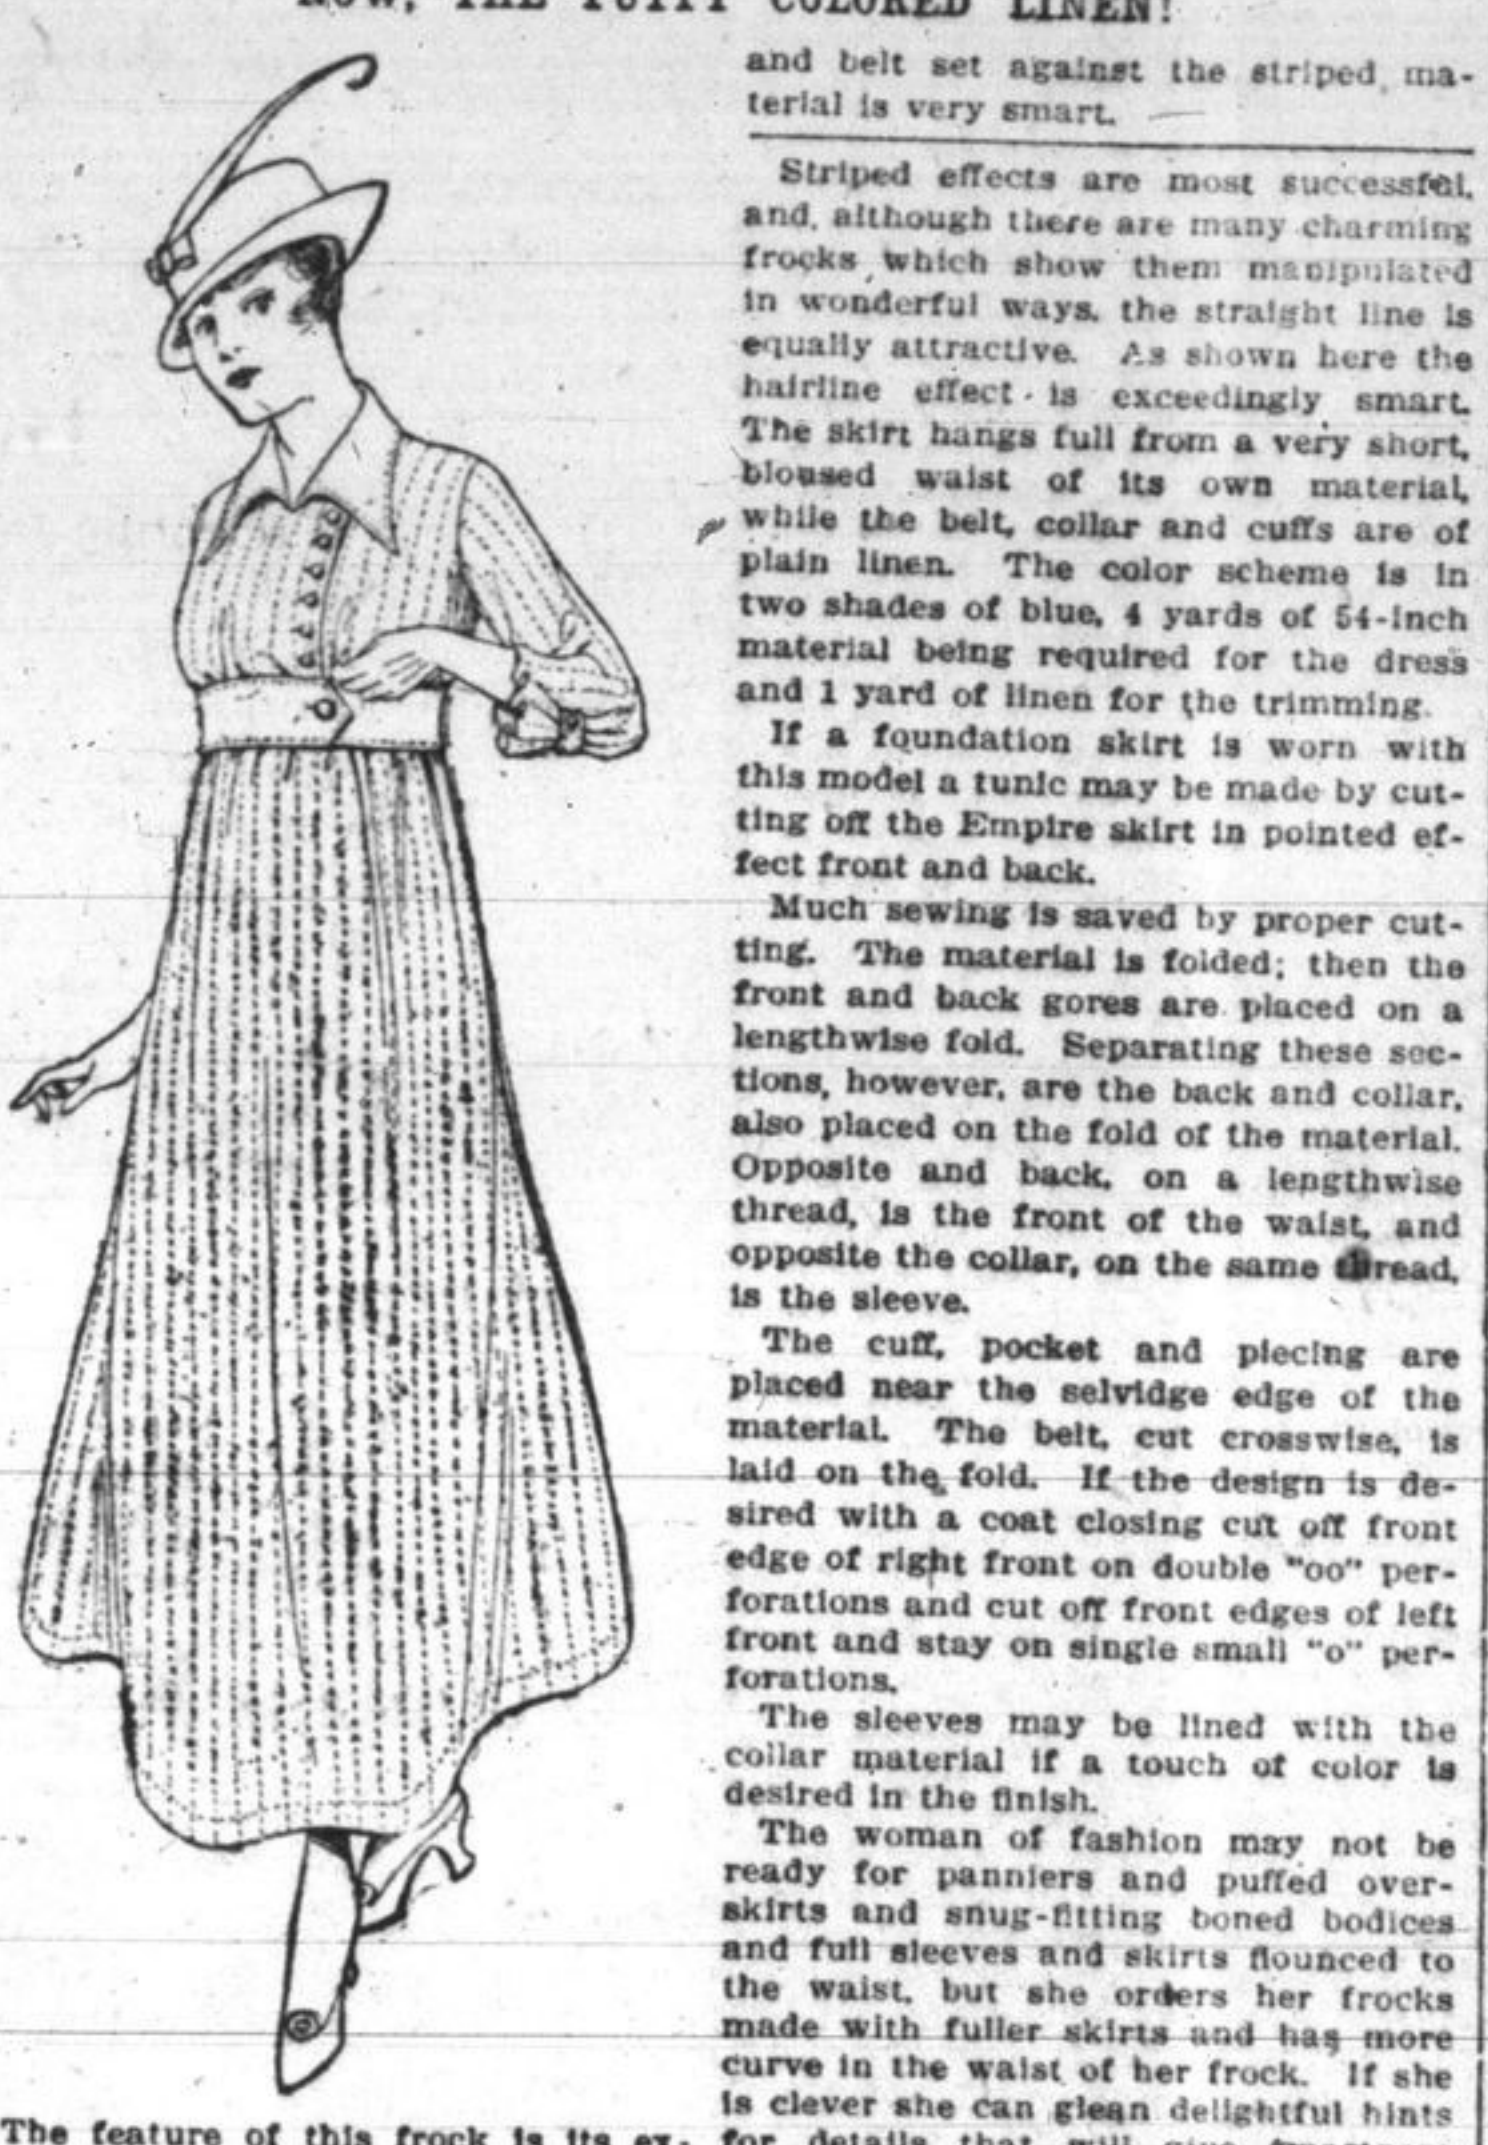 NOW, THE PUTTY COLORED LINEN!
and belt set against the striped ma-
terial is very smart.
Striped effects are most successful,
and, although there are many charming
frocks which show them manipulated
in wonderful ways, the straight line is
equally attractive. As shown here the
hairline effect is exceedingly smart.
The skirt hangs full from a very short,
bloused waist of its own material,
while the belt, collar and cuffs are of
plain linen. The color scheme is in
two shades of blue, 4 yards of 54-inch
material being required for the dress
and 1 yard of linen for the trimming.
If a foundation skirt is worn with
this model a tunic may be made by cut-
ting off the Empire skirt in pointed ef-
fect front and back.
Much sewing is saved by proper cut-
ting. The material is folded; then the
front and back gores are placed on a
lengthwise fold. Separating these sec-
tions, however, are the back and collar,
also placed on the fold of the material.
Opposite and back, on a lengthwise
thread, is the front of the waist, and
opposite the collar, on the same thread,
is the sleeve.
The cuff, pocket and piecing are
placed near the selvidge edge of the
material. The belt, cut crosswise, is
laid on the fold. If the design is de-
sired with a coat closing cut off front
edge of right front on double "oo" per-
forations and cut off front edges of left
front and stay on single small "o" per-
forations.
The sleeves may be lined with the
collar material if a touch of color is
desired in the finish.
The woman of fashion may not be
ready for panniers and puffed over-
skirts and snug-fitting boned bodices
and full sleeves and skirts flounced to
the waist, but she orders her frocks
made with fuller skirts and has more
curve in the waist of her frock. If she
is clever she can glean delightful hints
for details that will give
The feature of this frock is its ex-